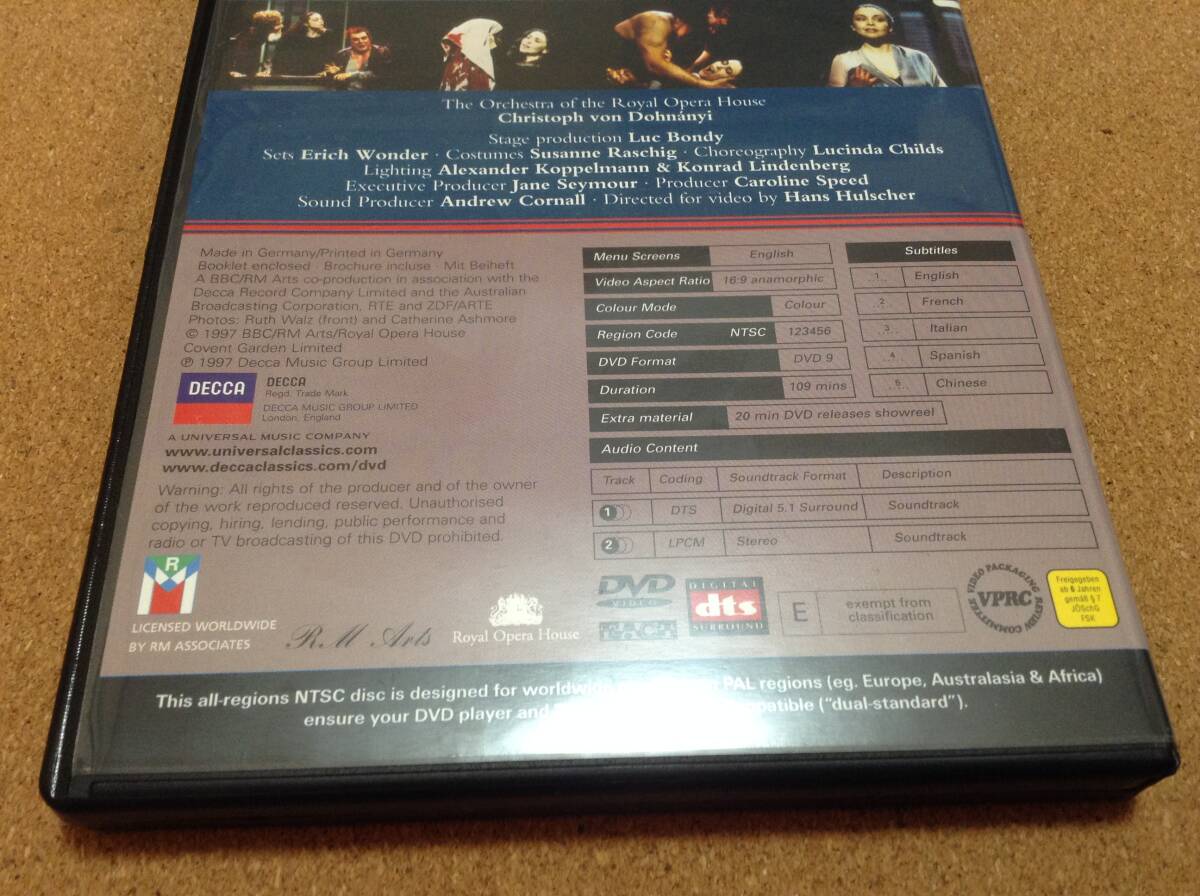 The Orchestra of the Royal Opera House
Christoph von Dohnányi
Stage production Luc Bondy
Sets Erich Wonder · Costumes Susanne Raschig · Choreography Lucinda Childs
Lighting Alexander Koppelmann & Konrad Lindenberg
Executive Producer Jane Seymour · Producer Caroline Speed
Sound Producer Andrew Cornall · Directed for video by Hans Hulscher
Made in Germany/Printed in Germany
Booklet enclosed · Brochure incluse · Mit Beiheft
A BBC/RM Arts co-production in association with the
Decca Record Company Limited and the Australian
Broadcasting Corporation, RTE and ZDF/ARTE
Photos: Ruth Walz (front) and Catherine Ashmore
© 1997 BBC/RM Arts/Royal Opera House
Covent Garden Limited
℗ 1997 Decca Music Group Limited
DECCA
DECCA
Regd. Trade Mark
DECCA MUSIC GROUP LIMITED
London, England
A UNIVERSAL MUSIC COMPANY
www.universalclassics.com
www.deccaclassics.com/dvd
Warning: All rights of the producer and of the owner
of the work reproduced reserved. Unauthorised
copying, hiring, lending, public performance and
radio or TV broadcasting of this DVD prohibited.
R M
LICENSED WORLDWIDE
BY RM ASSOCIATES
RM Arts
Royal Opera House
Menu Screens English
Video Aspect Ratio 16:9 anamorphic
Colour Mode Colour
Region Code NTSC 123456
DVD Format DVD 9
Duration 109 mins
Extra material 20 min DVD releases showreel
Subtitles
1 English
2 French
3 Italian
4 Spanish
5 Chinese
Audio Content
Track Coding Soundtrack Format Description
1 DTS Digital 5.1 Surround Soundtrack
2 LPCM Stereo Soundtrack
DVD
VIDEO
DIGITAL
dts
SURROUND
E exempt from
classification
VIDEO PACKAGING REVIEW COMMITTEE
VPRC
Freigegeben
ab 6 Jahren
gemäß § 7
JÖSchG
FSK
This all-regions NTSC disc is designed for PAL regions (eg. Europe, Australasia & Africa)
ensure your DVD player and ("dual-standard").